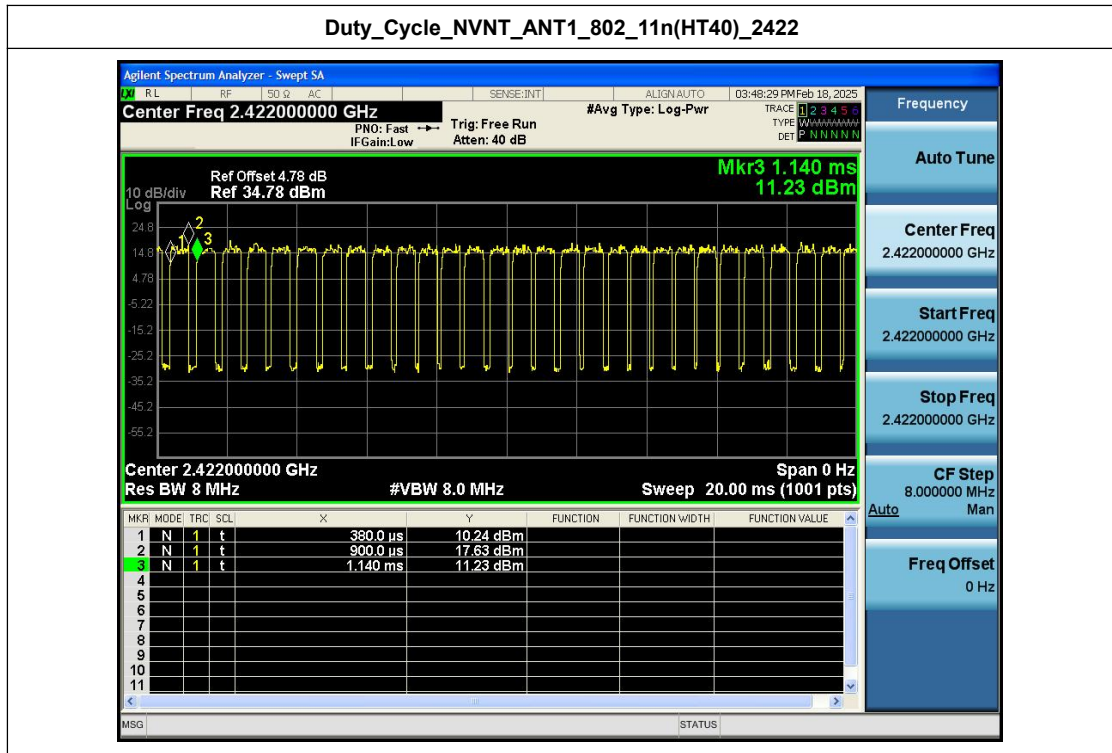 Duty_Cycle_NVNT_ANT1_802_11n(HT40)_2422
Agilent Spectrum Analyzer - Swept SA
LXI RL RF 50 Ω AC SENSE:INT ALIGNAUTO 03:48:29 PM Feb 18, 2025
Center Freq 2.422000000 GHz
PNO: Fast
IFGain:Low
Trig: Free Run
Atten: 40 dB
#Avg Type: Log-Pwr
TRACE 1 2 3 4 5 6
TYPE
DET P N N N N N
Mkr3 1.140 ms
11.23 dBm
10 dB/div
Log
Ref Offset 4.78 dB
Ref 34.78 dBm
24.8
14.8
4.78
-5.22
-15.2
-25.2
-35.2
-45.2
-55.2
1
2
3
Center 2.422000000 GHz
Span 0 Hz
Res BW 8 MHz
#VBW 8.0 MHz
Sweep 20.00 ms (1001 pts)
MKR MODE TRC SCL X Y FUNCTION FUNCTION WIDTH FUNCTION VALUE
1 N 1 t 380.0 µs 10.24 dBm
2 N 1 t 900.0 µs 17.63 dBm
3 N 1 t 1.140 ms 11.23 dBm
4
5
6
7
8
9
10
11
MSG
STATUS
Frequency
Auto Tune
Center Freq
2.422000000 GHz
Start Freq
2.422000000 GHz
Stop Freq
2.422000000 GHz
CF Step
8.000000 MHz
Auto Man
Freq Offset
0 Hz